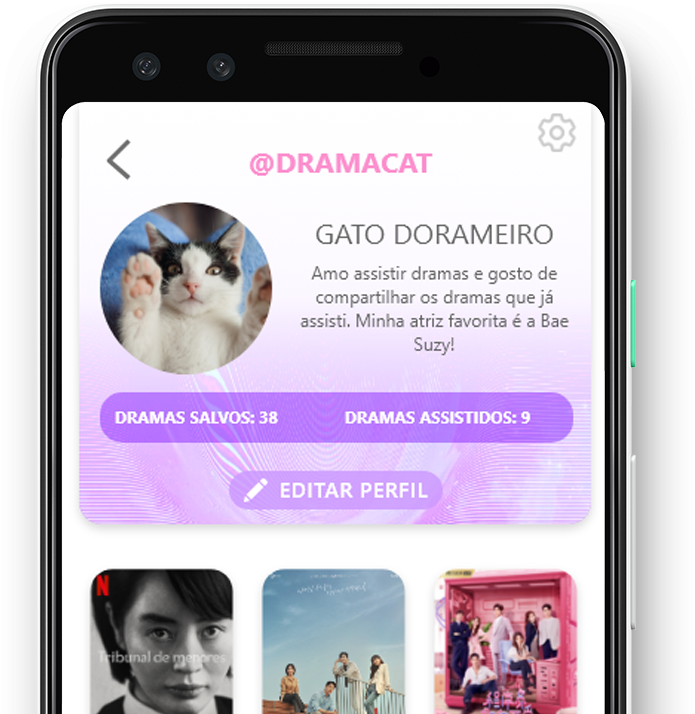 @DRAMACAT
GATO DORAMEIRO
Amo assistir dramas e gosto de
compartilhar os dramas que já
assisti. Minha atriz favorita é a Bae
Suzy!
DRAMAS SALVOS: 38
DRAMAS ASSISTIDOS: 9
EDITAR PERFIL
N
Tribunal de menores